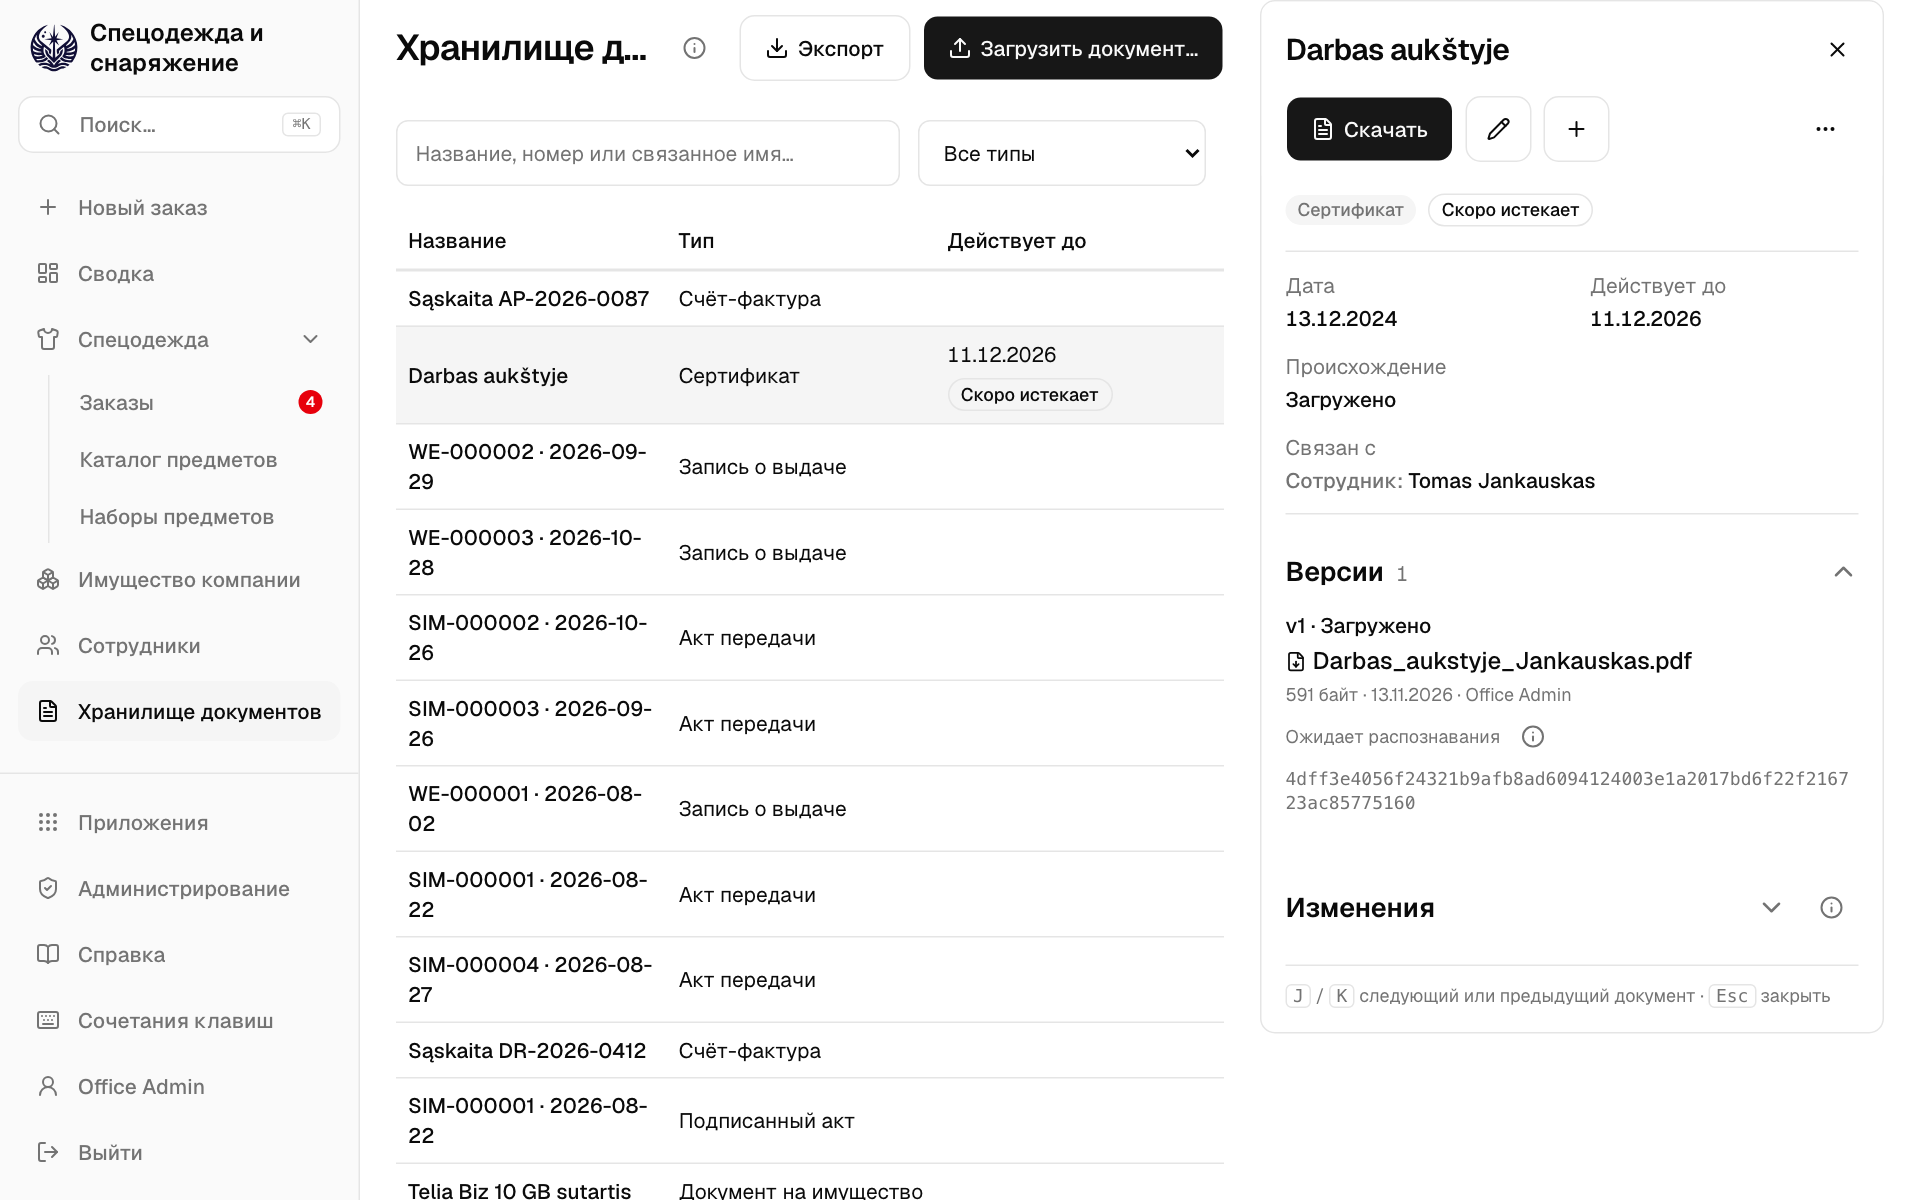 Спецодежда и
снаряжение
Поиск...
⌘K
Новый заказ
Сводка
Спецодежда
Заказы
4
Каталог предметов
Наборы предметов
Имущество компании
Сотрудники
Хранилище документов
Приложения
Администрирование
Справка
Сочетания клавиш
Office Admin
Выйти
Хранилище д...
Экспорт
Загрузить документ...
Название, номер или связанное имя...
Все типы
Название Тип Действует до
Sąskaita AP-2026-0087 Счёт-фактура
Darbas aukštyje Сертификат 11.12.2026
Скоро истекает
WE-000002 · 2026-09-
29 Запись о выдаче
WE-000003 · 2026-10-
28 Запись о выдаче
SIM-000002 · 2026-10-
26 Акт передачи
SIM-000003 · 2026-09-
26 Акт передачи
WE-000001 · 2026-08-
02 Запись о выдаче
SIM-000001 · 2026-08-
22 Акт передачи
SIM-000004 · 2026-08-
27 Акт передачи
Sąskaita DR-2026-0412 Счёт-фактура
SIM-000001 · 2026-08-
22 Подписанный акт
Telia Biz 10 GB sutartis Документ на имущество
Darbas aukštyje
Скачать
Сертификат Скоро истекает
Дата Действует до
13.12.2024 11.12.2026
Происхождение
Загружено
Связан с
Сотрудник: Tomas Jankauskas
Версии 1
v1 · Загружено
Darbas_aukstyje_Jankauskas.pdf
591 байт · 13.11.2026 · Office Admin
Ожидает распознавания
4dff3e4056f24321b9afb8ad6094124003e1a2017bd6f22f2167
23ac85775160
Изменения
J / K следующий или предыдущий документ · Esc закрыть